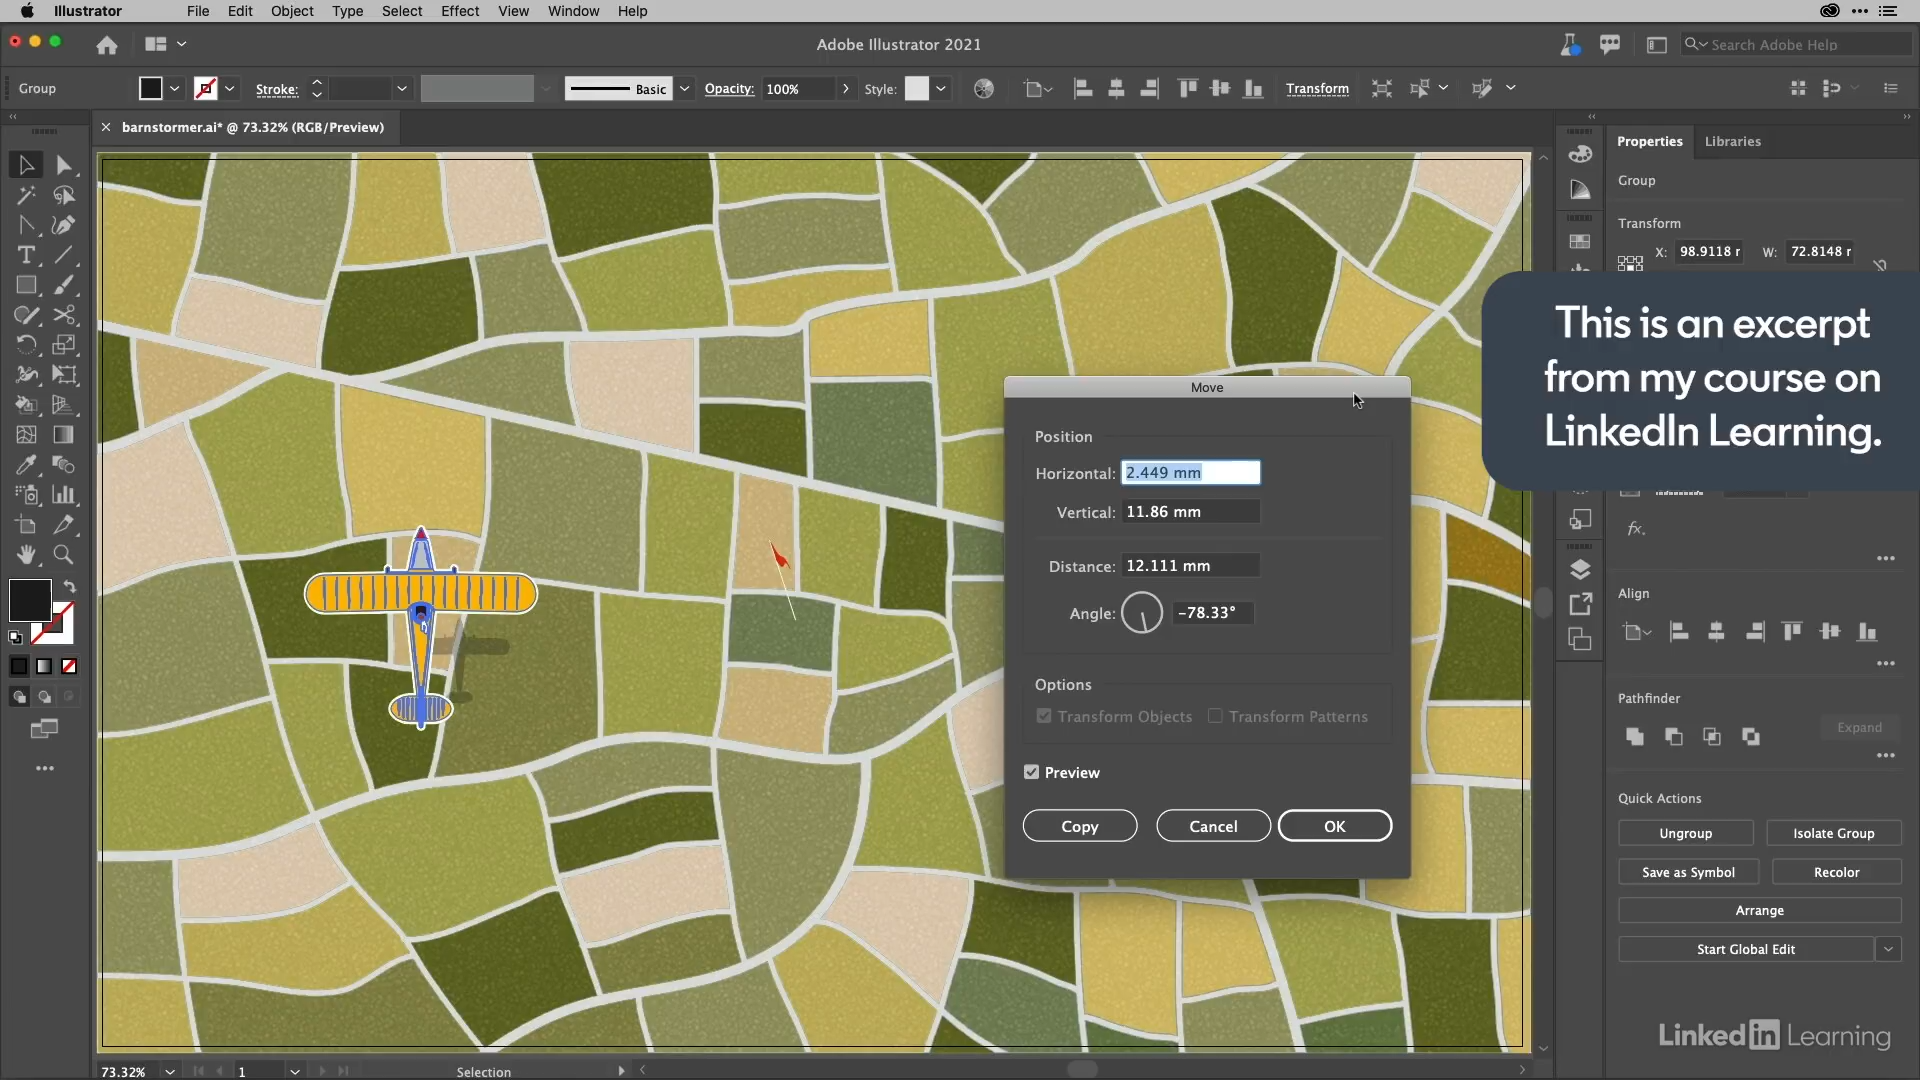 Illustrator File Edit Object Type Select Effect View Window Help
Adobe Illustrator 2021
Search Adobe Help
Group Stroke: Basic Opacity: 100% Style: Transform
barnstormer.ai* @ 73.32% (RGB/Preview)
Properties Libraries
Group
Transform
X: 98.9118 r W: 72.8148 r
This is an excerpt
from my course on
LinkedIn Learning.
Move
Position
Horizontal: 2.449 mm
Vertical: 11.86 mm
Distance: 12.111 mm
Angle: -78.33°
Options
Transform Objects Transform Patterns
Preview
Copy Cancel OK
fx.
Align
Pathfinder
Expand
Quick Actions
Ungroup Isolate Group
Save as Symbol Recolor
Arrange
Start Global Edit
LinkedIn Learning
73.32% 1 Selection